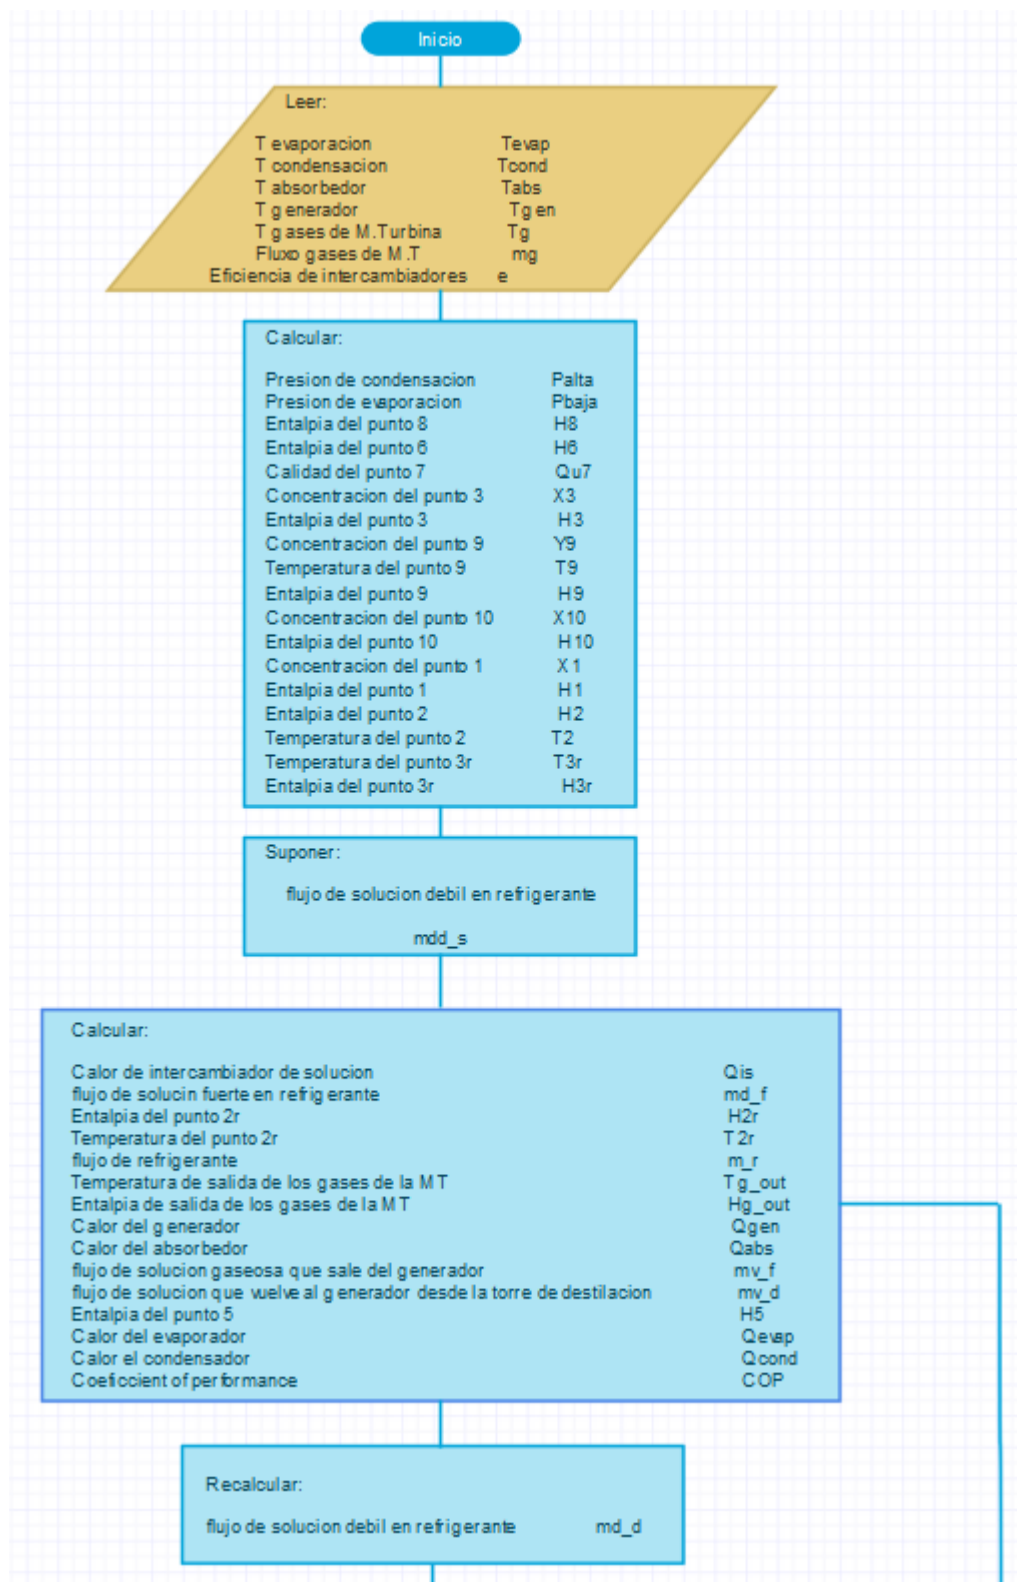 Inicio
Leer:
T evaporacion Tevap
T condensacion Tcond
T absorbedor Tabs
T generador Tgen
T gases de M.Turbina Tg
Fluxo gases de M.T mg
Eficiencia de intercambiadores e
Calcular:
Presion de condensacion Palta
Presion de evaporacion Pbaja
Entalpia del punto 8 H8
Entalpia del punto 6 H6
Calidad del punto 7 Qu7
Concentracion del punto 3 X3
Entalpia del punto 3 H3
Concentracion del punto 9 Y9
Temperatura del punto 9 T9
Entalpia del punto 9 H9
Concentracion del punto 10 X10
Entalpia del punto 10 H10
Concentracion del punto 1 X1
Entalpia del punto 1 H1
Entalpia del punto 2 H2
Temperatura del punto 2 T2
Temperatura del punto 3r T3r
Entalpia del punto 3r H3r
Suponer:
flujo de solucion debil en refrigerante
mdd_s
Calcular:
Calor de intercambiador de solucion Qis
flujo de solucin fuerte en refrigerante md_f
Entalpia del punto 2r H2r
Temperatura del punto 2r T2r
flujo de refrigerante m_r
Temperatura de salida de los gases de la MT Tg_out
Entalpia de salida de los gases de la MT Hg_out
Calor del generador Qgen
Calor del absorbedor Qabs
flujo de solucion gaseosa que sale del generador mv_f
flujo de solucion que vuelve al generador desde la torre de destilacion mv_d
Entalpia del punto 5 H5
Calor del evaporador Qevap
Calor el condensador Qcond
Coeficcient of performance COP
Recalcular:
flujo de solucion debil en refrigerante md_d